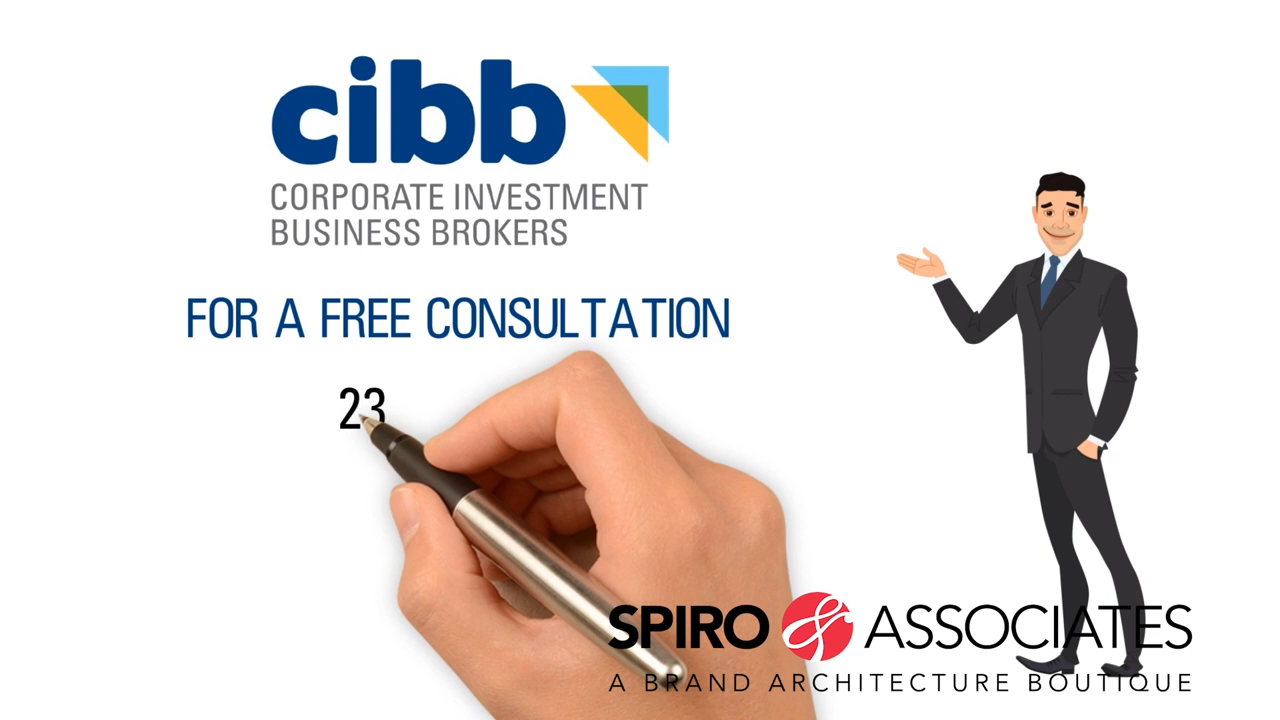 cibb
CORPORATE INVESTMENT
BUSINESS BROKERS
FOR A FREE CONSULTATION
23
SPIRO & ASSOCIATES
A BRAND ARCHITECTURE BOUTIQUE